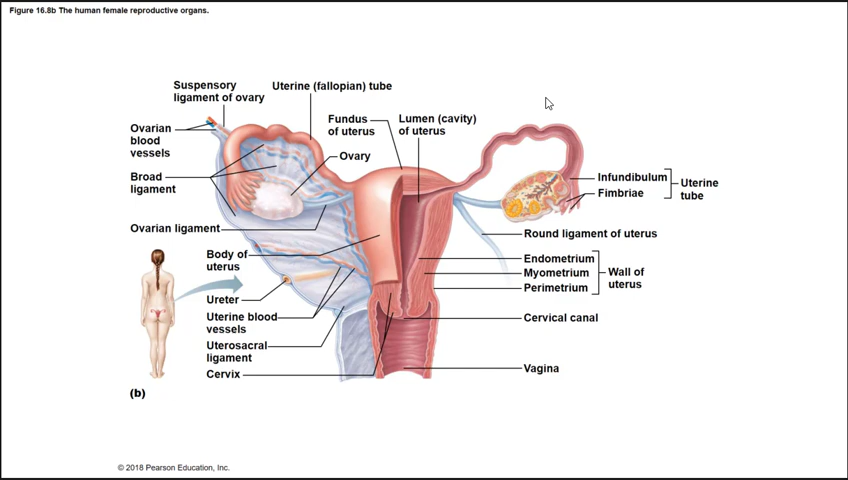 Figure 16.8b The human female reproductive organs.
Suspensory
ligament of ovary
Uterine (fallopian) tube
Ovarian
blood
vessels
Fundus
of uterus
Lumen (cavity)
of uterus
Ovary
Broad
ligament
Infundibulum
Fimbriae
Uterine
tube
Ovarian ligament
Round ligament of uterus
Body of
uterus
Endometrium
Myometrium
Perimetrium
Wall of
uterus
Ureter
Uterine blood
vessels
Cervical canal
Uterosacral
ligament
Cervix
Vagina
(b)
© 2018 Pearson Education, Inc.